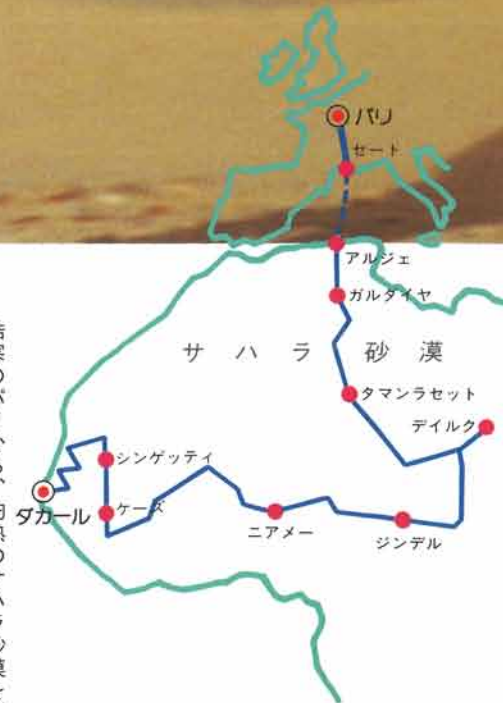 パリ
セート
アルジェ
ガルダイヤ
サハラ砂漠
タマンラセット
デイルク
シンゲッティ
ダカール
ケーズ
ニアメー
ジンデル